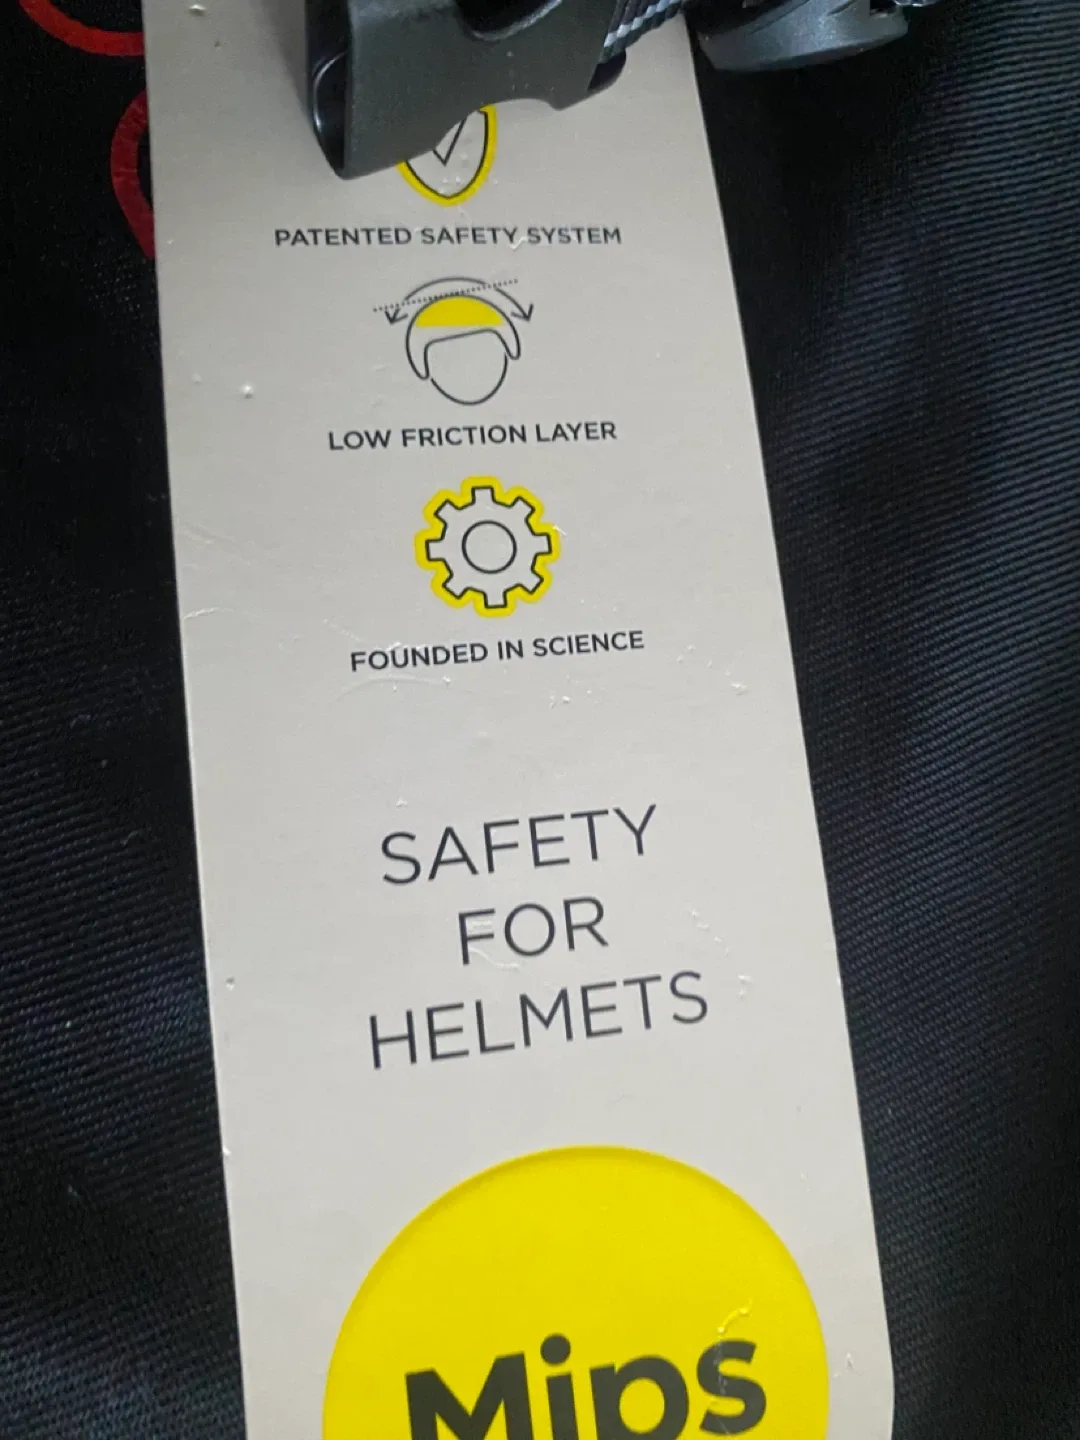 PATENTED SAFETY SYSTEM
LOW FRICTION LAYER
FOUNDED IN SCIENCE
SAFETY
FOR
HELMETS
Mips